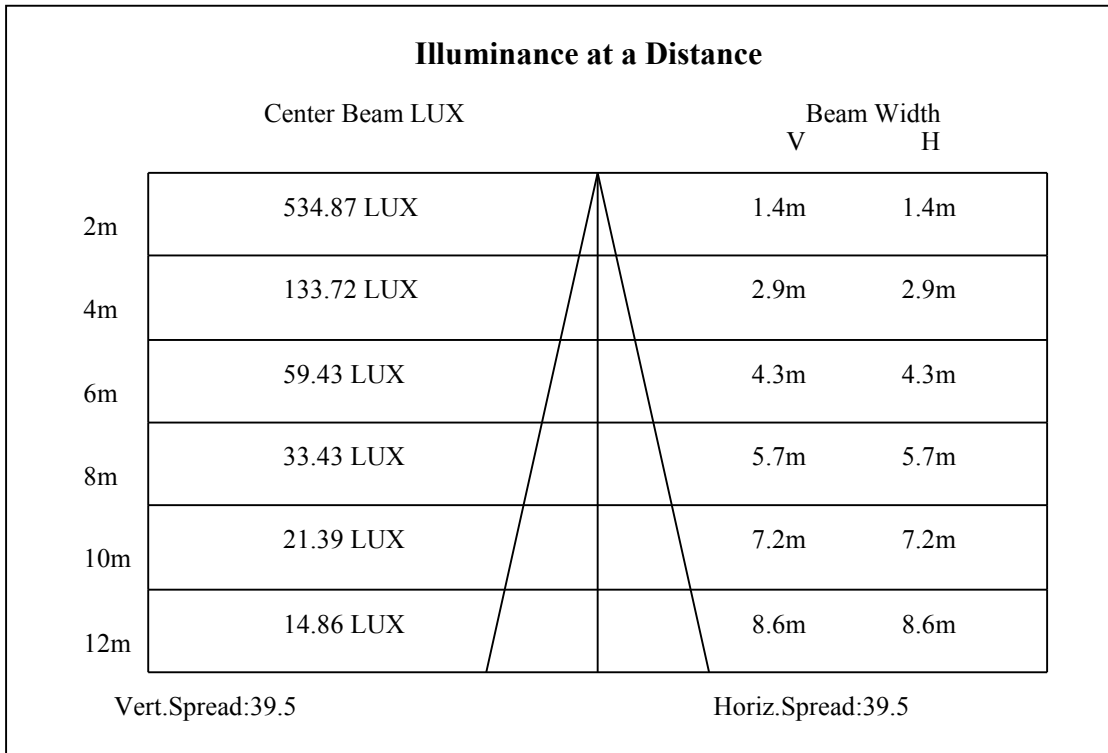 Illuminance at a Distance
Center Beam LUX Beam Width
V H
2m 534.87 LUX 1.4m 1.4m
4m 133.72 LUX 2.9m 2.9m
6m 59.43 LUX 4.3m 4.3m
8m 33.43 LUX 5.7m 5.7m
10m 21.39 LUX 7.2m 7.2m
12m 14.86 LUX 8.6m 8.6m
Vert.Spread:39.5 Horiz.Spread:39.5